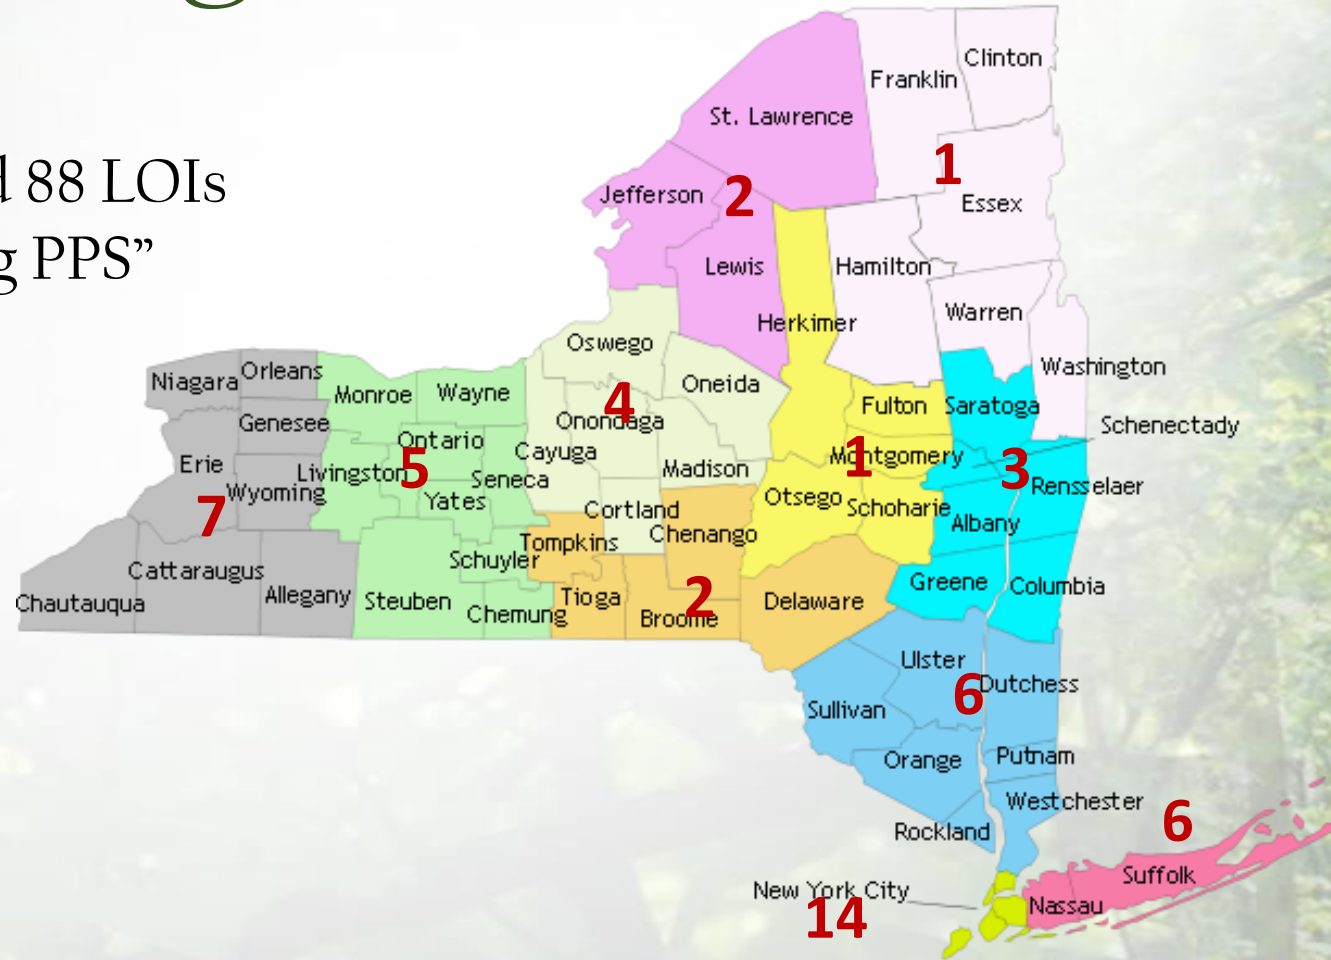 88 LOIs
PPS”
Clinton
Franklin
St. Lawrence
1
Jefferson
2
Essex
Lewis
Hamilton
Warren
Herkimer
Oswego
Washington
Orleans
Niagara
Oneida
Monroe
Wayne
4
Fulton
Saratoga
Genesee
Onondaga
Schenectady
Ontario
Cayuga
Montgomery
1
Erie
Livingston
5
Seneca
Madison
3
Wyoming
Yates
Otsego
Rensselaer
7
Cortland
Schoharie
Albany
Chenango
Tompkins
Schuyler
Cattaraugus
Greene
Columbia
Allegany
Chautauqua
Steuben
Chemung
Tioga
2
Broome
Delaware
Ulster
6
Dutchess
Sullivan
Orange
Putnam
Westchester
6
Rockland
Suffolk
New York City
14
Nassau